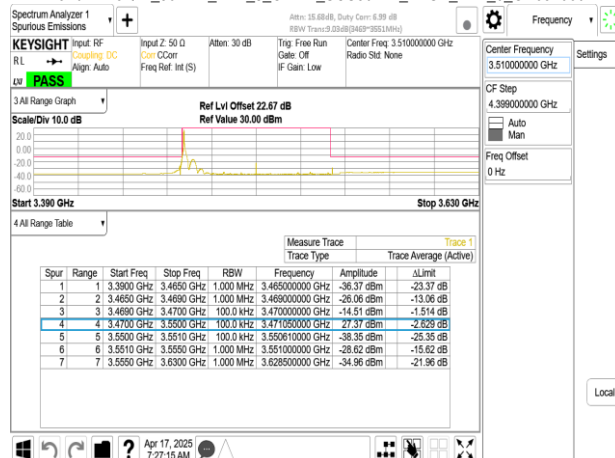 Spectrum Analyzer 1
Spurious Emissions
Attn: 15.68dB, Duty Corr: 6.99 dB
RBW Trans:9.03dB(3469~3551MHz)
Frequency
Settings
KEYSIGHT
RL
PASS
Input: RF
Coupling: DC
Align: Auto
Input Z: 50 Ω
Corr CCorr
Freq Ref: Int (S)
Atten: 30 dB
Trig: Free Run
Gate: Off
IF Gain: Low
Center Freq: 3.510000000 GHz
Radio Std: None
Center Frequency
3.510000000 GHz
CF Step
4.399000000 GHz
Auto
Man
Freq Offset
0 Hz
Local
3 All Range Graph
Scale/Div 10.0 dB
Ref Lvl Offset 22.67 dB
Ref Value 30.00 dBm
20.0
0.00
-20.0
-40.0
-60.0
Start 3.390 GHz
Stop 3.630 GHz
4 All Range Table
Measure Trace Trace 1
Trace Type Trace Average (Active)
Spur Range Start Freq Stop Freq RBW Frequency Amplitude ΔLimit
1 1 3.3900 GHz 3.4650 GHz 1.000 MHz 3.465000000 GHz -36.37 dBm -23.37 dB
2 2 3.4650 GHz 3.4690 GHz 1.000 MHz 3.469000000 GHz -26.06 dBm -13.06 dB
3 3 3.4690 GHz 3.4700 GHz 100.0 kHz 3.470000000 GHz -14.51 dBm -1.514 dB
4 4 3.4700 GHz 3.5500 GHz 100.0 kHz 3.471050000 GHz 27.37 dBm -2.629 dB
5 5 3.5500 GHz 3.5510 GHz 100.0 kHz 3.550610000 GHz -38.35 dBm -25.35 dB
6 6 3.5510 GHz 3.5550 GHz 1.000 MHz 3.551000000 GHz -28.62 dBm -15.62 dB
7 7 3.5550 GHz 3.6300 GHz 1.000 MHz 3.628500000 GHz -34.96 dBm -21.96 dB
Apr 17, 2025
7:27:15 AM